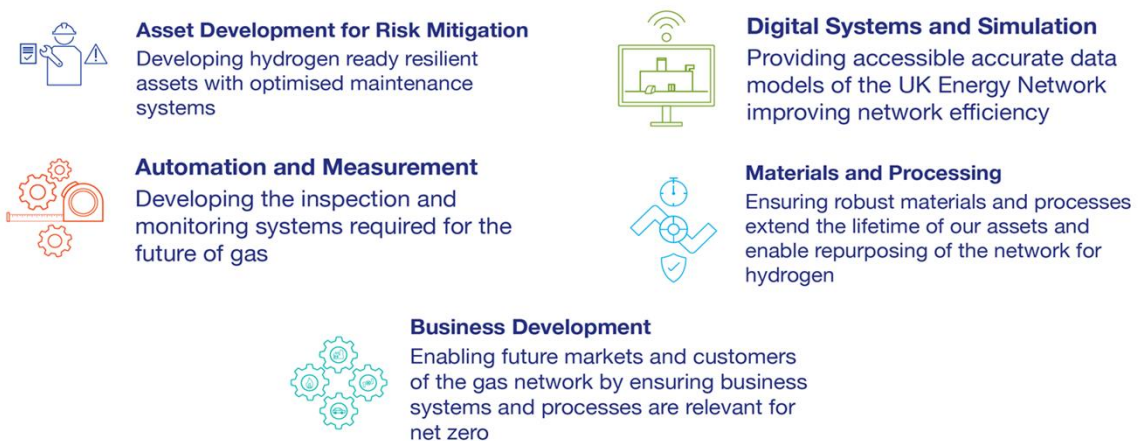 Asset Development for Risk Mitigation
Developing hydrogen ready resilient
assets with optimised maintenance
systems
Digital Systems and Simulation
Providing accessible accurate data
models of the UK Energy Network
improving network efficiency
Automation and Measurement
Developing the inspection and
monitoring systems required for the
future of gas
Materials and Processing
Ensuring robust materials and processes
extend the lifetime of our assets and
enable repurposing of the network for
hydrogen
Business Development
Enabling future markets and customers
of the gas network by ensuring business
systems and processes are relevant for
net zero